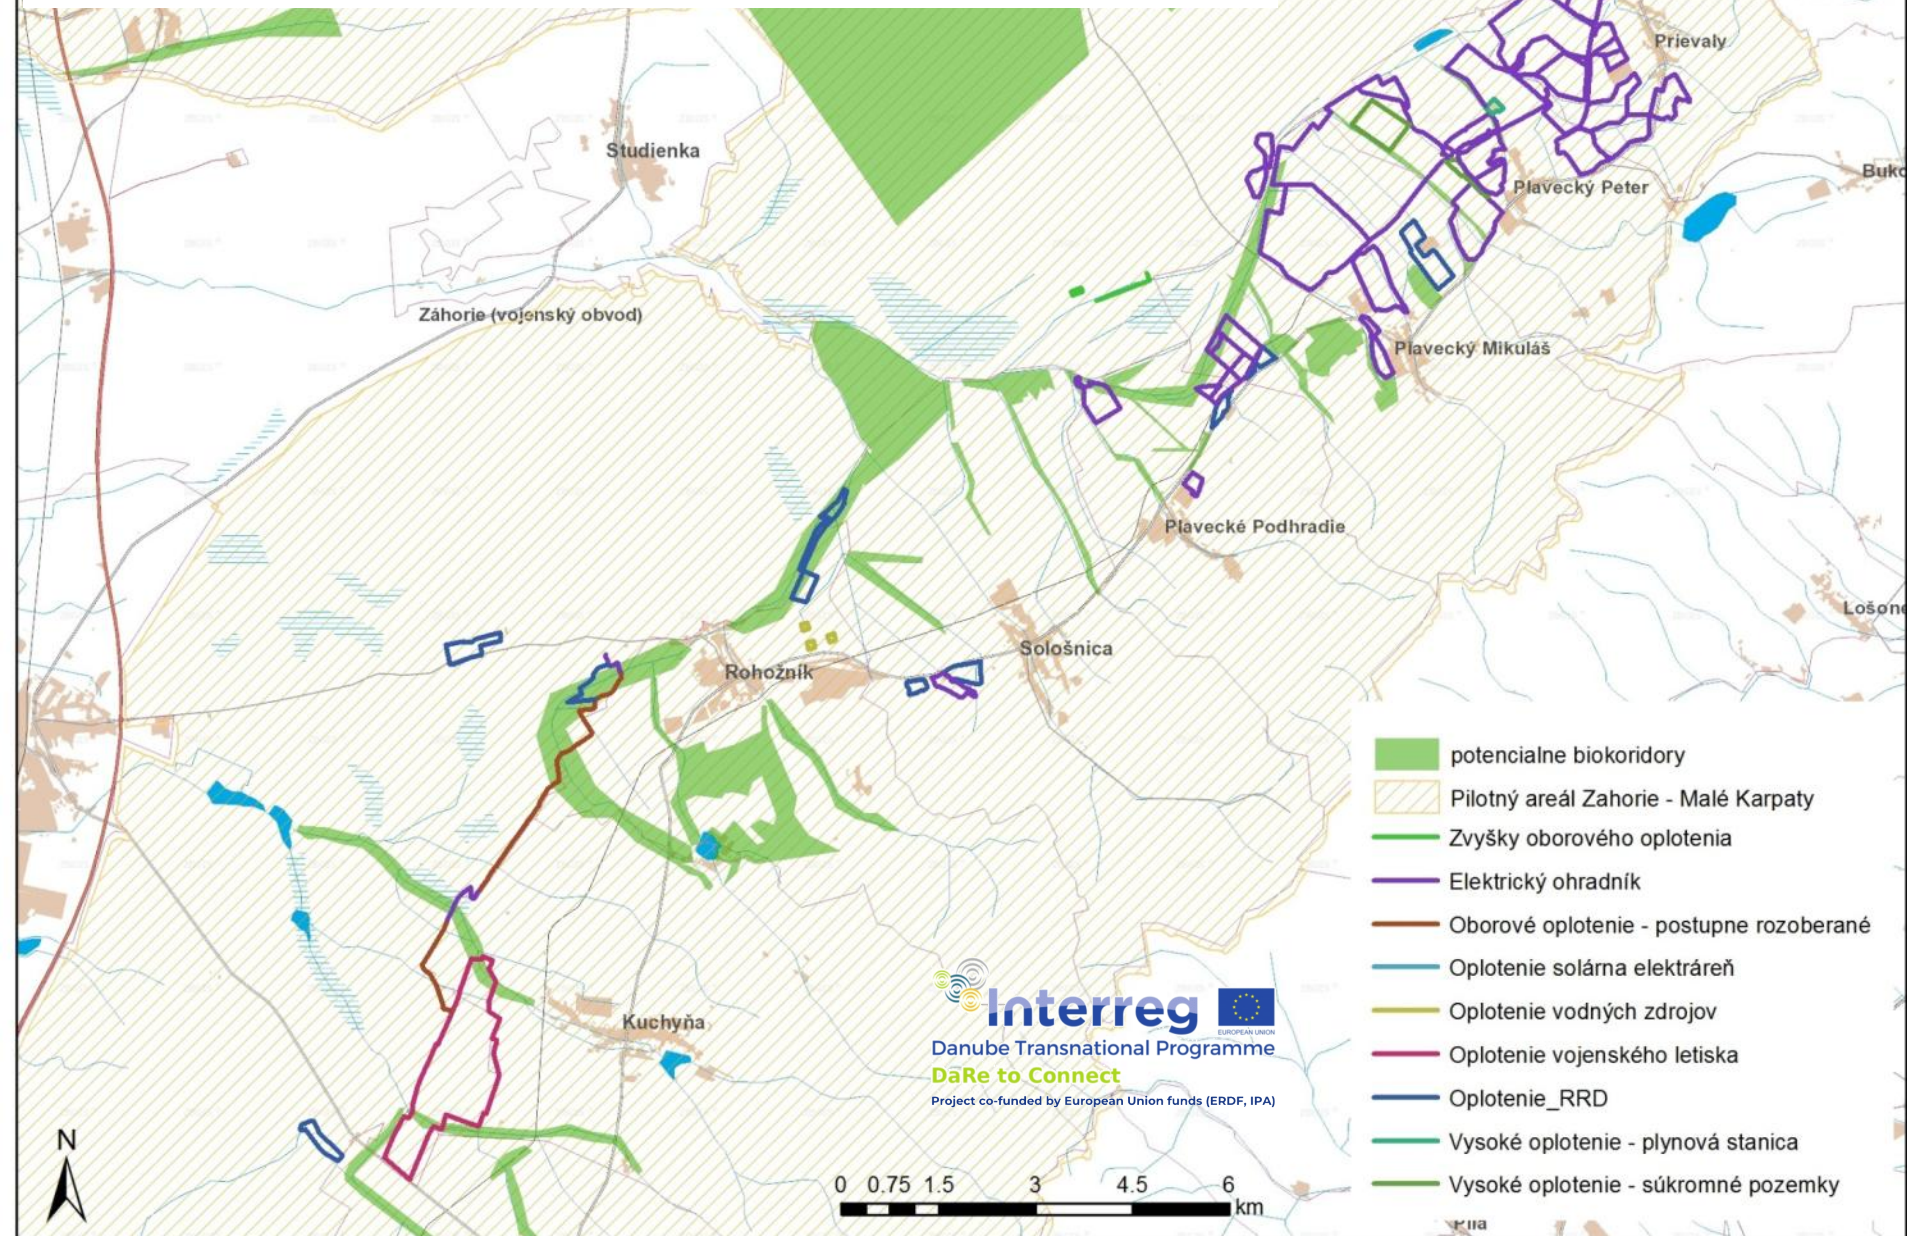 Prievaly
Studienka
Plavecký Peter
Záhorie (vojenský obvod)
Plavecký Mikuláš
Plavecké Podhradie
Sološnica
Rohožník
Kuchyňa
potencialne biokoridory
Pilotný areál Zahorie - Malé Karpaty
Zvyšky oborového oplotenia
Elektrický ohradník
Oborové oplotenie - postupne rozoberané
Oplotenie solárna elektráreň
Oplotenie vodných zdrojov
Oplotenie vojenského letiska
Oplotenie_RRD
Vysoké oplotenie - plynová stanica
Vysoké oplotenie - súkromné pozemky
Interreg
EUROPEAN UNION
Danube Transnational Programme
DaRe to Connect
Project co-funded by European Union funds (ERDF, IPA)
N
0 0.75 1.5 3 4.5 6
km